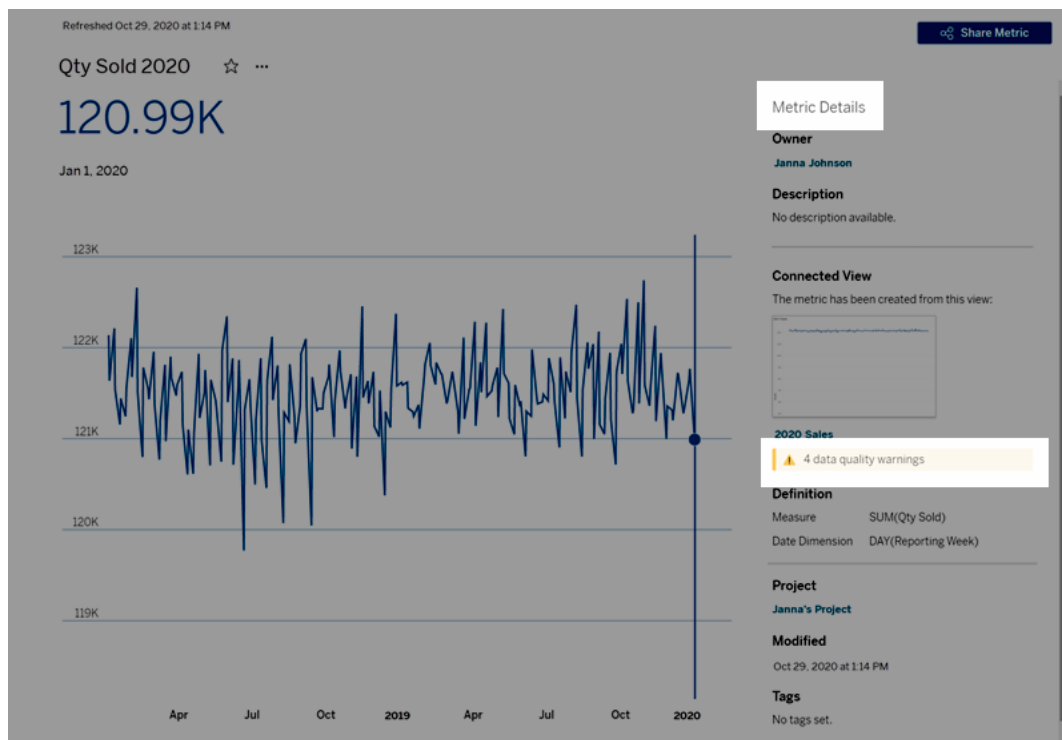 Refreshed Oct 29, 2020 at 1:14 PM
Share Metric
Qty Sold 2020
120.99K
Jan 1, 2020
123K
122K
121K
120K
119K
Apr Jul Oct 2019 Apr Jul Oct 2020
Metric Details
Owner
Janna Johnson
Description
No description available.
Connected View
The metric has been created from this view:
2020 Sales
4 data quality warnings
Definition
Measure SUM(Qty Sold)
Date Dimension DAY(Reporting Week)
Project
Janna's Project
Modified
Oct 29, 2020 at 1:14 PM
Tags
No tags set.